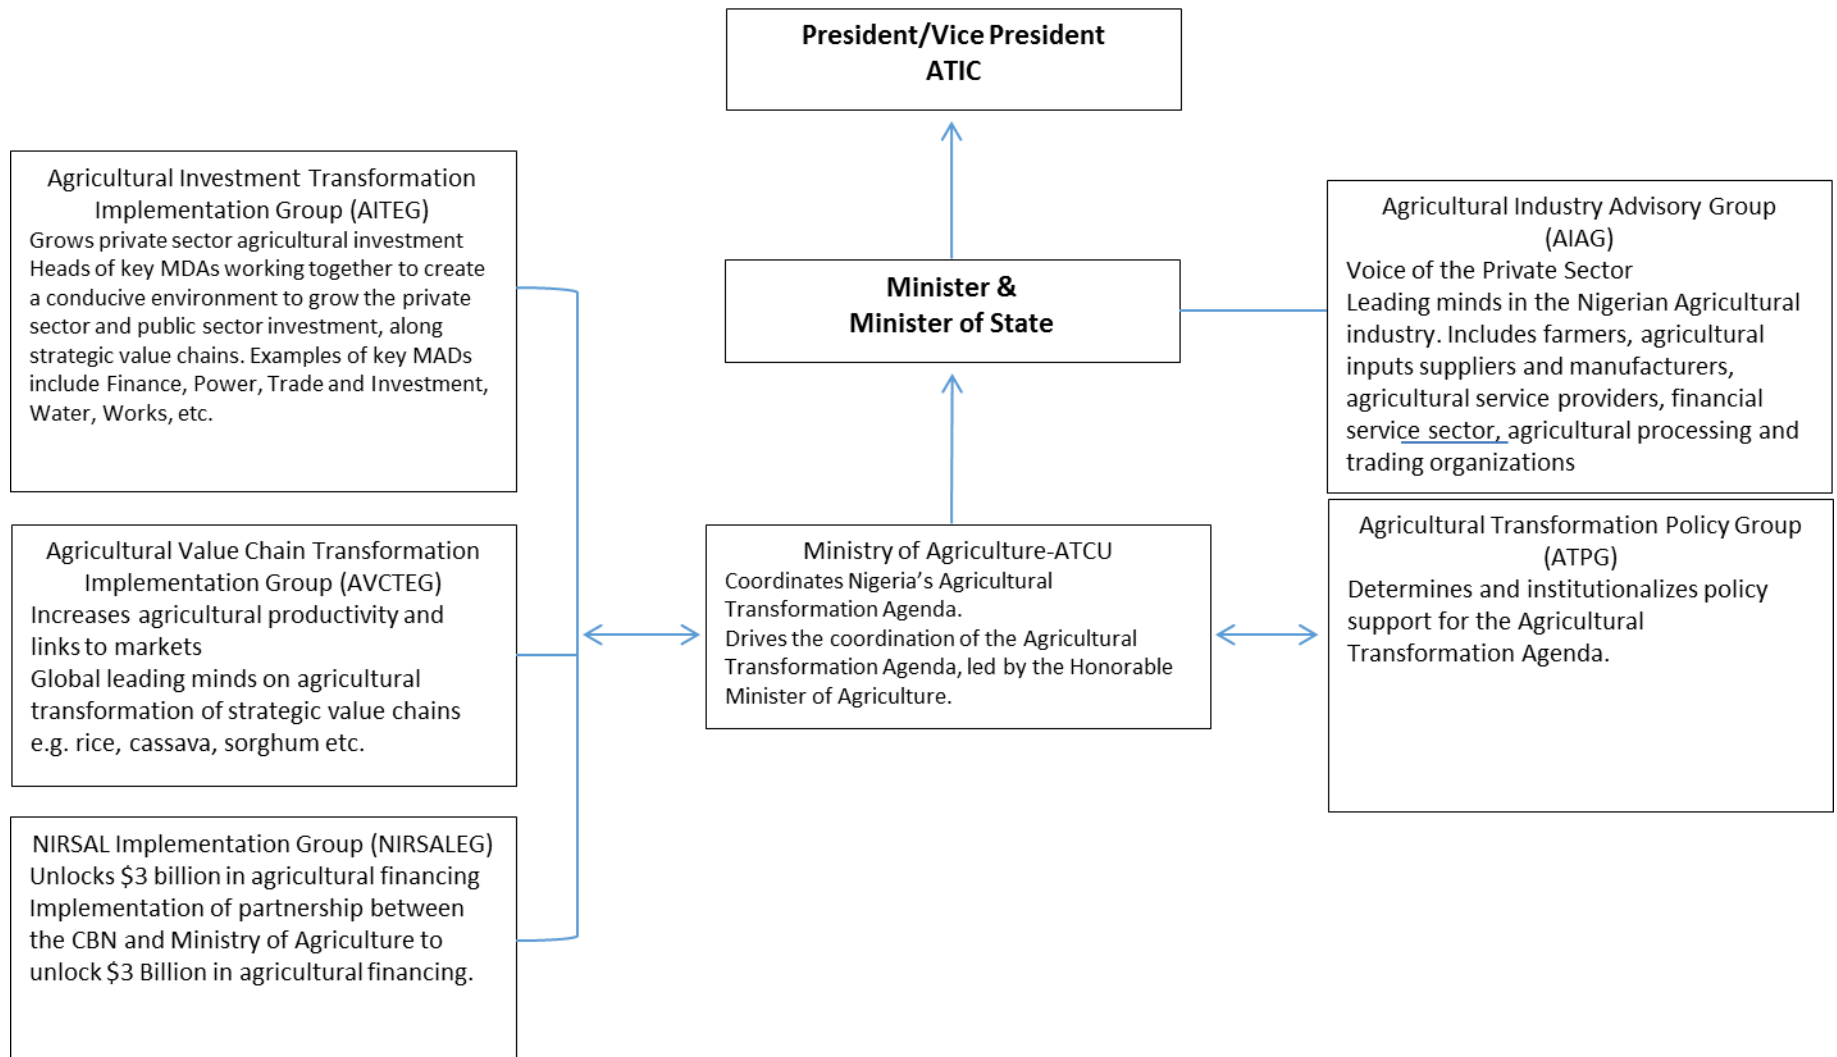 President/Vice President
ATIC
Agricultural Investment Transformation
Implementation Group (AITEG)
Grows private sector agricultural investment
Heads of key MDAs working together to create
a conducive environment to grow the private
sector and public sector investment, along
strategic value chains. Examples of key MADs
include Finance, Power, Trade and Investment,
Water, Works, etc.
Minister &
Minister of State
Agricultural Industry Advisory Group
(AIAG)
Voice of the Private Sector
Leading minds in the Nigerian Agricultural
industry. Includes farmers, agricultural
inputs suppliers and manufacturers,
agricultural service providers, financial
service sector, agricultural processing and
trading organizations
Agricultural Value Chain Transformation
Implementation Group (AVCTEG)
Increases agricultural productivity and
links to markets
Global leading minds on agricultural
transformation of strategic value chains
e.g. rice, cassava, sorghum etc.
Ministry of Agriculture-ATCU
Coordinates Nigeria’s Agricultural
Transformation Agenda.
Drives the coordination of the Agricultural
Transformation Agenda, led by the Honorable
Minister of Agriculture.
Agricultural Transformation Policy Group
(ATPG)
Determines and institutionalizes policy
support for the Agricultural
Transformation Agenda.
NIRSAL Implementation Group (NIRSALEG)
Unlocks $3 billion in agricultural financing
Implementation of partnership between
the CBN and Ministry of Agriculture to
unlock $3 Billion in agricultural financing.